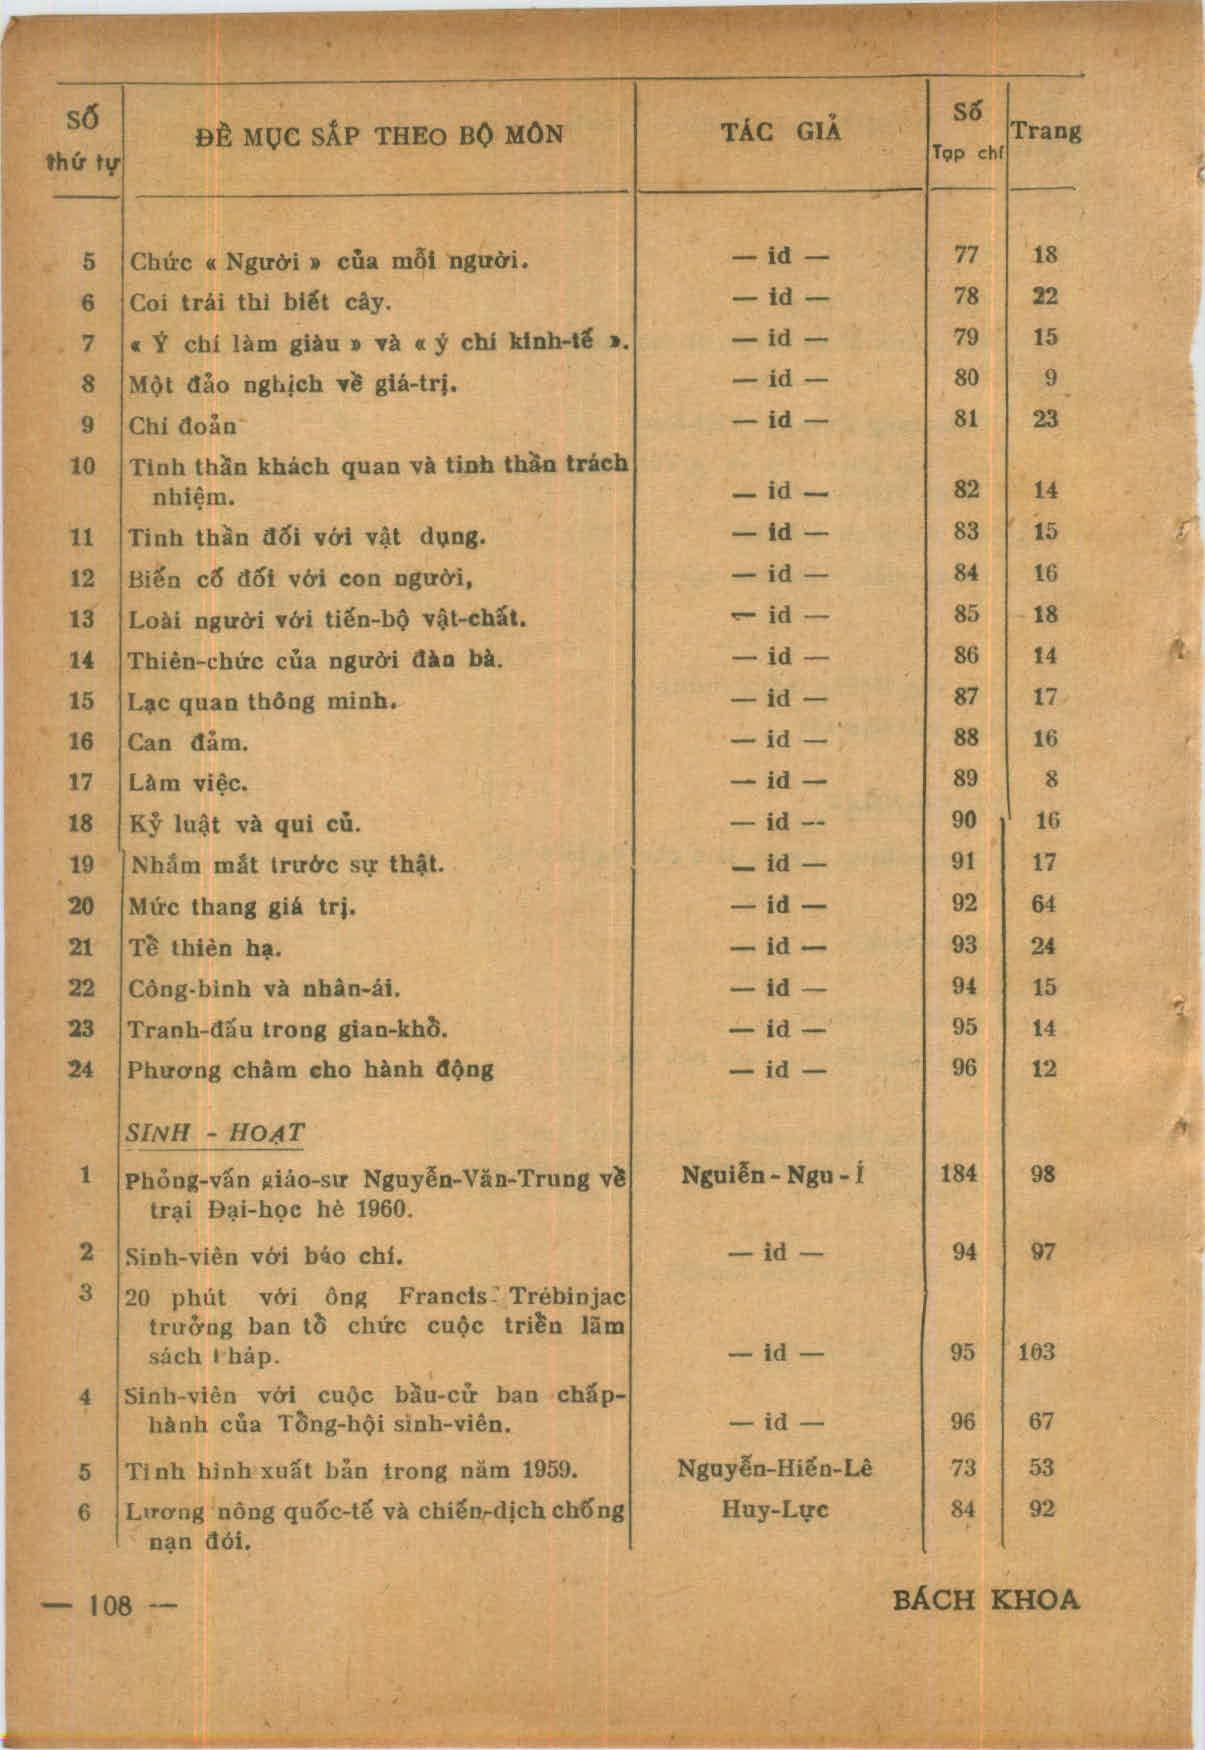 SỐ thứ tự | ĐỀ MỤC SẮP THEO BỘ MÔN | TÁC GIẢ | Số Tạp chí | Trang
5 Chức « Người » của mỗi người. — id — 77 18
6 Coi trái thì biết cây. — id — 78 22
7 « Ý chí làm giàu » và « ý chí kinh-tế ». — id — 79 15
8 Một đảo nghịch về giá-trị. — id — 80 9
9 Chí đoản — id — 81 23
10 Tinh thần khách quan và tinh thần trách
nhiệm. — id — 82 14
11 Tinh thần đối với vật dụng. — id — 83 15
12 Biến cố đối với con người, — id — 84 16
13 Loài người với tiến-bộ vật-chất. — id — 85 18
14 Thiên-chức của người đàn bà. — id — 86 14
15 Lạc quan thông minh. — id — 87 17
16 Can đảm. — id — 88 16
17 Làm việc. — id — 89 8
18 Kỷ luật và qui củ. — id — 90 16
19 Nhắm mắt trước sự thật. — id — 91 17
20 Mức thang giá trị. — id — 92 64
21 Tề thiên hạ. — id — 93 24
22 Công-bình và nhân-ái. — id — 94 15
23 Tranh-đấu trong gian-khổ. — id — 95 14
24 Phương châm cho hành động — id — 96 12
SINH - HOẠT
1 Phỏng-vấn giáo-sư Nguyễn-Văn-Trung về Nguiễn - Ngu - Í 184 98
trại Đại-học hè 1960.
2 Sinh-viên với báo chí. — id — 94 97
3 20 phút với ông Francis Trébinjac
trưởng ban tổ chức cuộc triển lãm
sách Pháp. — id — 95 103
4 Sinh-viên với cuộc bầu-cử ban chấp-
hành của Tổng-hội sinh-viên. — id — 96 67
5 Tình hình xuất bản trong năm 1959. Nguyễn-Hiến-Lê 73 53
6 Lương nông quốc-tế và chiến-dịch chống Huy-Lực 84 92
nạn đói.
— 108 — BÁCH KHOA